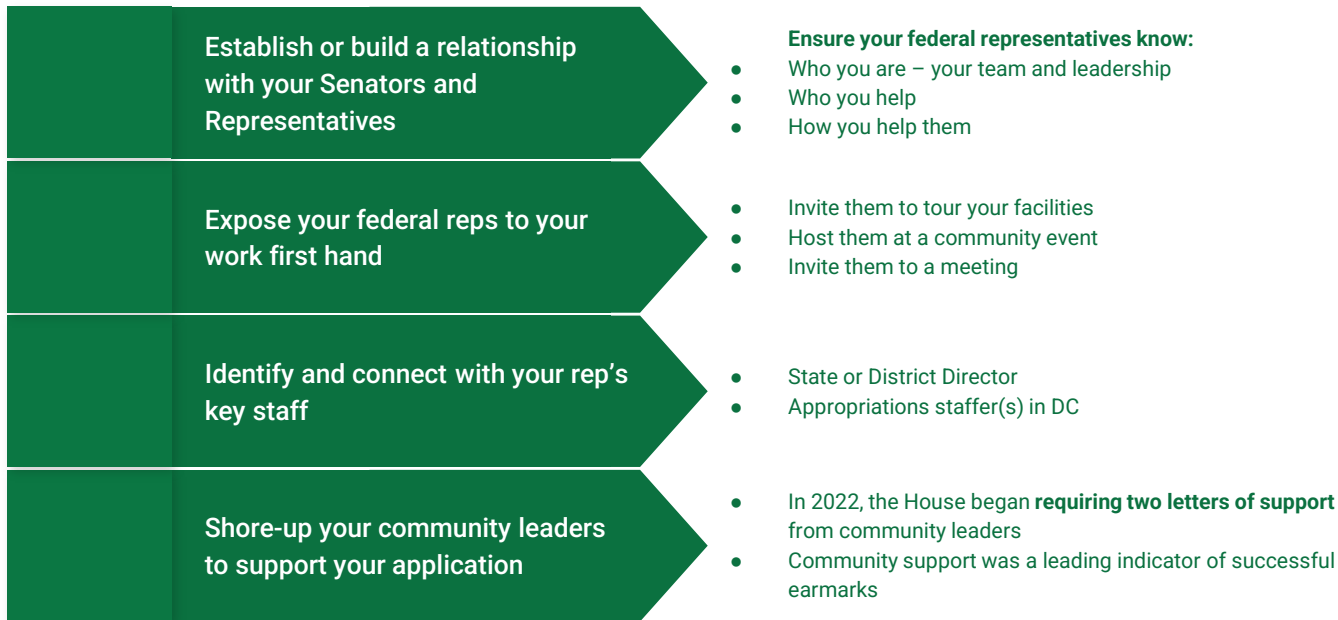 Establish or build a relationship
with your Senators and
Representatives
Ensure your federal representatives know:
● Who you are – your team and leadership
● Who you help
● How you help them
Expose your federal reps to your
work first hand
● Invite them to tour your facilities
● Host them at a community event
● Invite them to a meeting
Identify and connect with your rep’s
key staff
● State or District Director
● Appropriations staffer(s) in DC
Shore-up your community leaders
to support your application
● In 2022, the House began requiring two letters of support
from community leaders
● Community support was a leading indicator of successful
earmarks